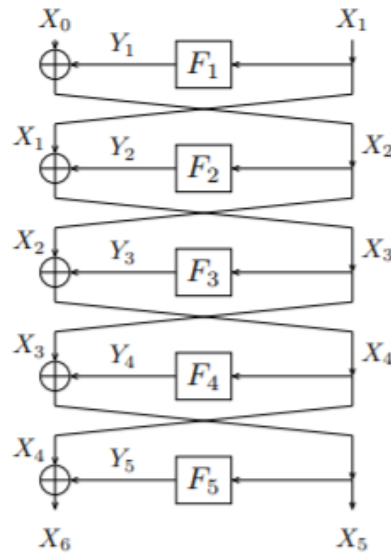 X₀ X₁
Y₁ F₁
X₁ Y₂ F₂ X₂
X₂ Y₃ F₃ X₃
X₃ Y₄ F₄ X₄
X₄ Y₅ F₅
X₆ X₅